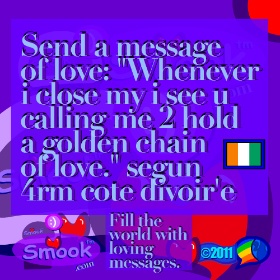 Send a message
of love: "Whenever
i close my i see u
calling me 2 hold
a golden chain
of love." segun
4rm cote divoir'e
Fill the
world with
loving
messages.
Smook
.com
©2011